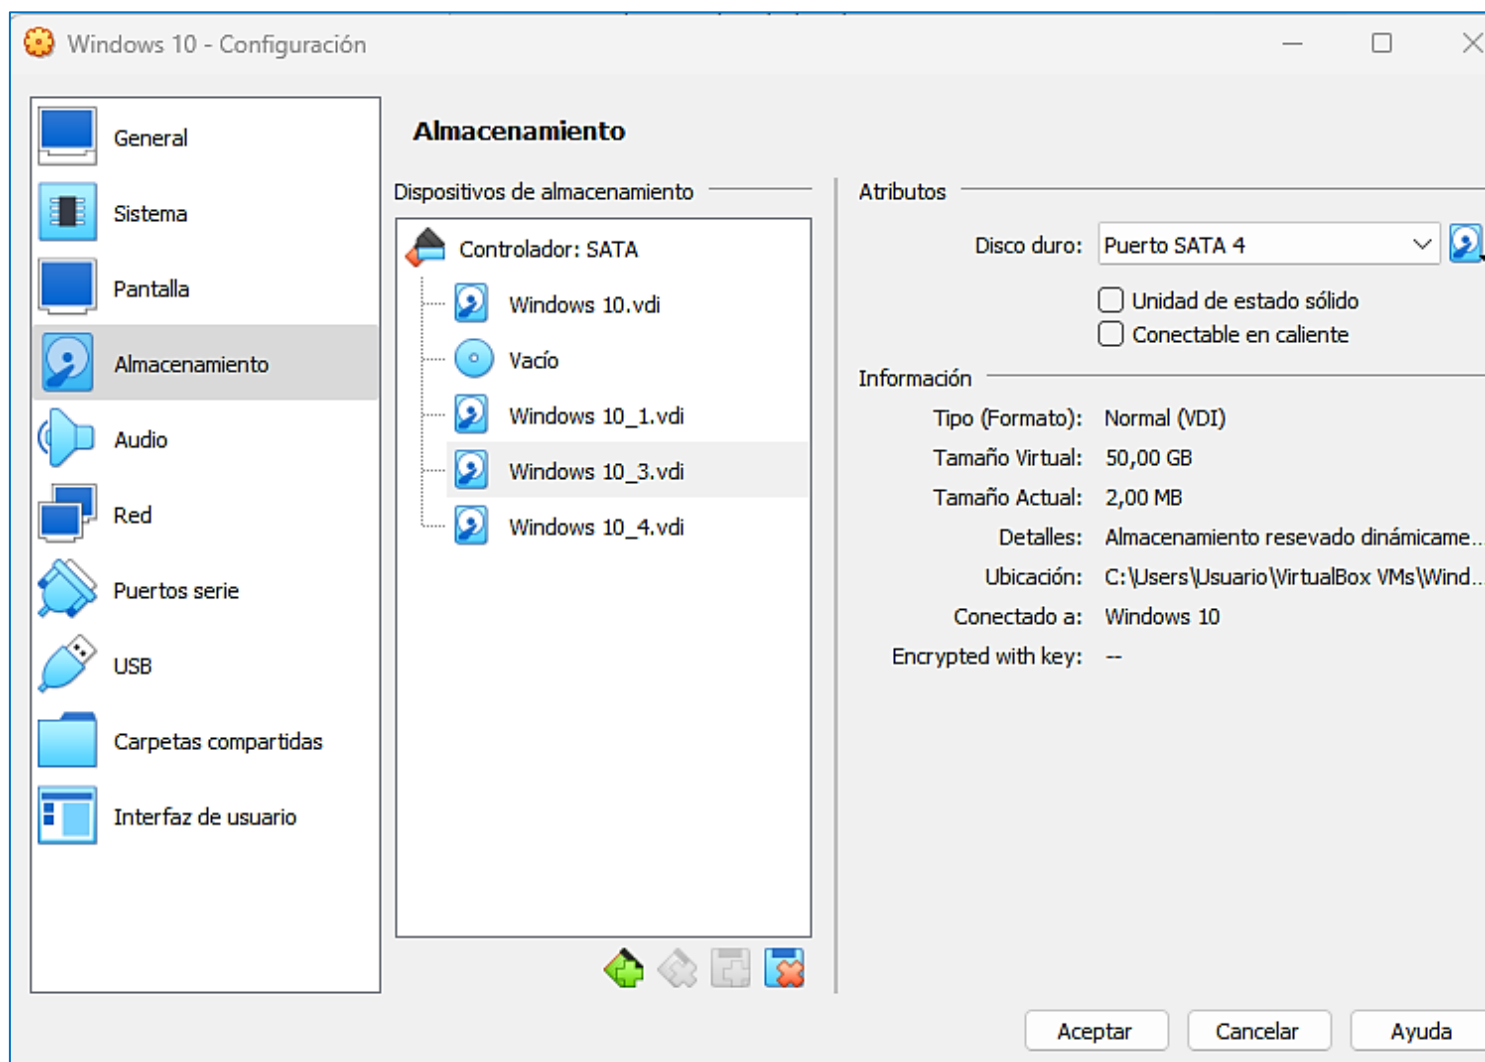 Windows 10 - Configuración
General
Sistema
Pantalla
Almacenamiento
Audio
Red
Puertos serie
USB
Carpetas compartidas
Interfaz de usuario
Almacenamiento
Dispositivos de almacenamiento
Controlador: SATA
Windows 10.vdi
Vacío
Windows 10_1.vdi
Windows 10_3.vdi
Windows 10_4.vdi
Atributos
Disco duro: Puerto SATA 4
Unidad de estado sólido
Conectable en caliente
Información
Tipo (Formato): Normal (VDI)
Tamaño Virtual: 50,00 GB
Tamaño Actual: 2,00 MB
Detalles: Almacenamiento resevado dinámicame...
Ubicación: C:\Users\Usuario\VirtualBox VMs\Wind...
Conectado a: Windows 10
Encrypted with key: --
Aceptar Cancelar Ayuda